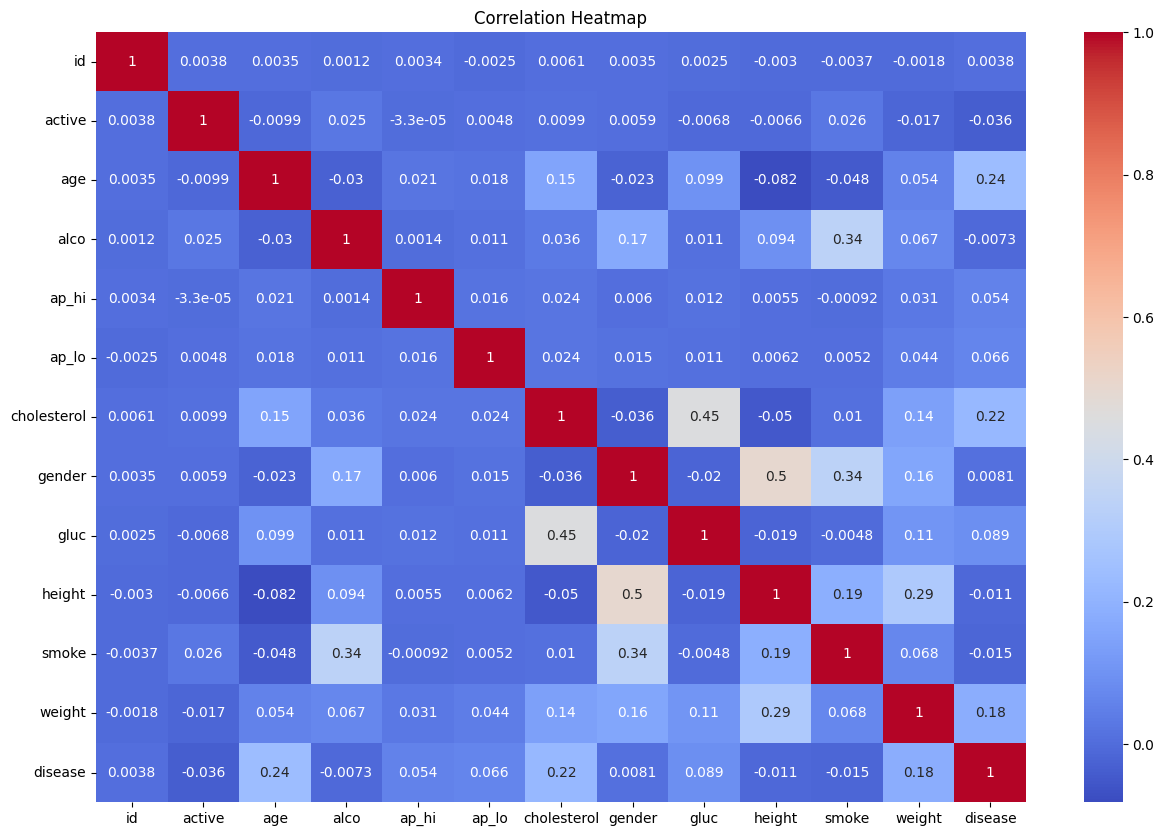 Correlation Heatmap
id 1 0.0038 0.0035 0.0012 0.0034 -0.0025 0.0061 0.0035 0.0025 -0.003 -0.0037 -0.0018 0.0038 1.0
active 0.0038 1 -0.0099 0.025 -3.3e-05 0.0048 0.0099 0.0059 -0.0068 -0.0066 0.026 -0.017 -0.036
age 0.0035 -0.0099 1 -0.03 0.021 0.018 0.15 -0.023 0.099 -0.082 -0.048 0.054 0.24 0.8
alco 0.0012 0.025 -0.03 1 0.0014 0.011 0.036 0.17 0.011 0.094 0.34 0.067 -0.0073
ap_hi 0.0034 -3.3e-05 0.021 0.0014 1 0.016 0.024 0.006 0.012 0.0055 -0.00092 0.031 0.054 0.6
ap_lo -0.0025 0.0048 0.018 0.011 0.016 1 0.024 0.015 0.011 0.0062 0.0052 0.044 0.066
cholesterol 0.0061 0.0099 0.15 0.036 0.024 0.024 1 -0.036 0.45 -0.05 0.01 0.14 0.22
gender 0.0035 0.0059 -0.023 0.17 0.006 0.015 -0.036 1 -0.02 0.5 0.34 0.16 0.0081 0.4
gluc 0.0025 -0.0068 0.099 0.011 0.012 0.011 0.45 -0.02 1 -0.019 -0.0048 0.11 0.089
height -0.003 -0.0066 -0.082 0.094 0.0055 0.0062 -0.05 0.5 -0.019 1 0.19 0.29 -0.011 0.2
smoke -0.0037 0.026 -0.048 0.34 -0.00092 0.0052 0.01 0.34 -0.0048 0.19 1 0.068 -0.015
weight -0.0018 -0.017 0.054 0.067 0.031 0.044 0.14 0.16 0.11 0.29 0.068 1 0.18
disease 0.0038 -0.036 0.24 -0.0073 0.054 0.066 0.22 0.0081 0.089 -0.011 -0.015 0.18 1 0.0
id active age alco ap_hi ap_lo cholesterol gender gluc height smoke weight disease